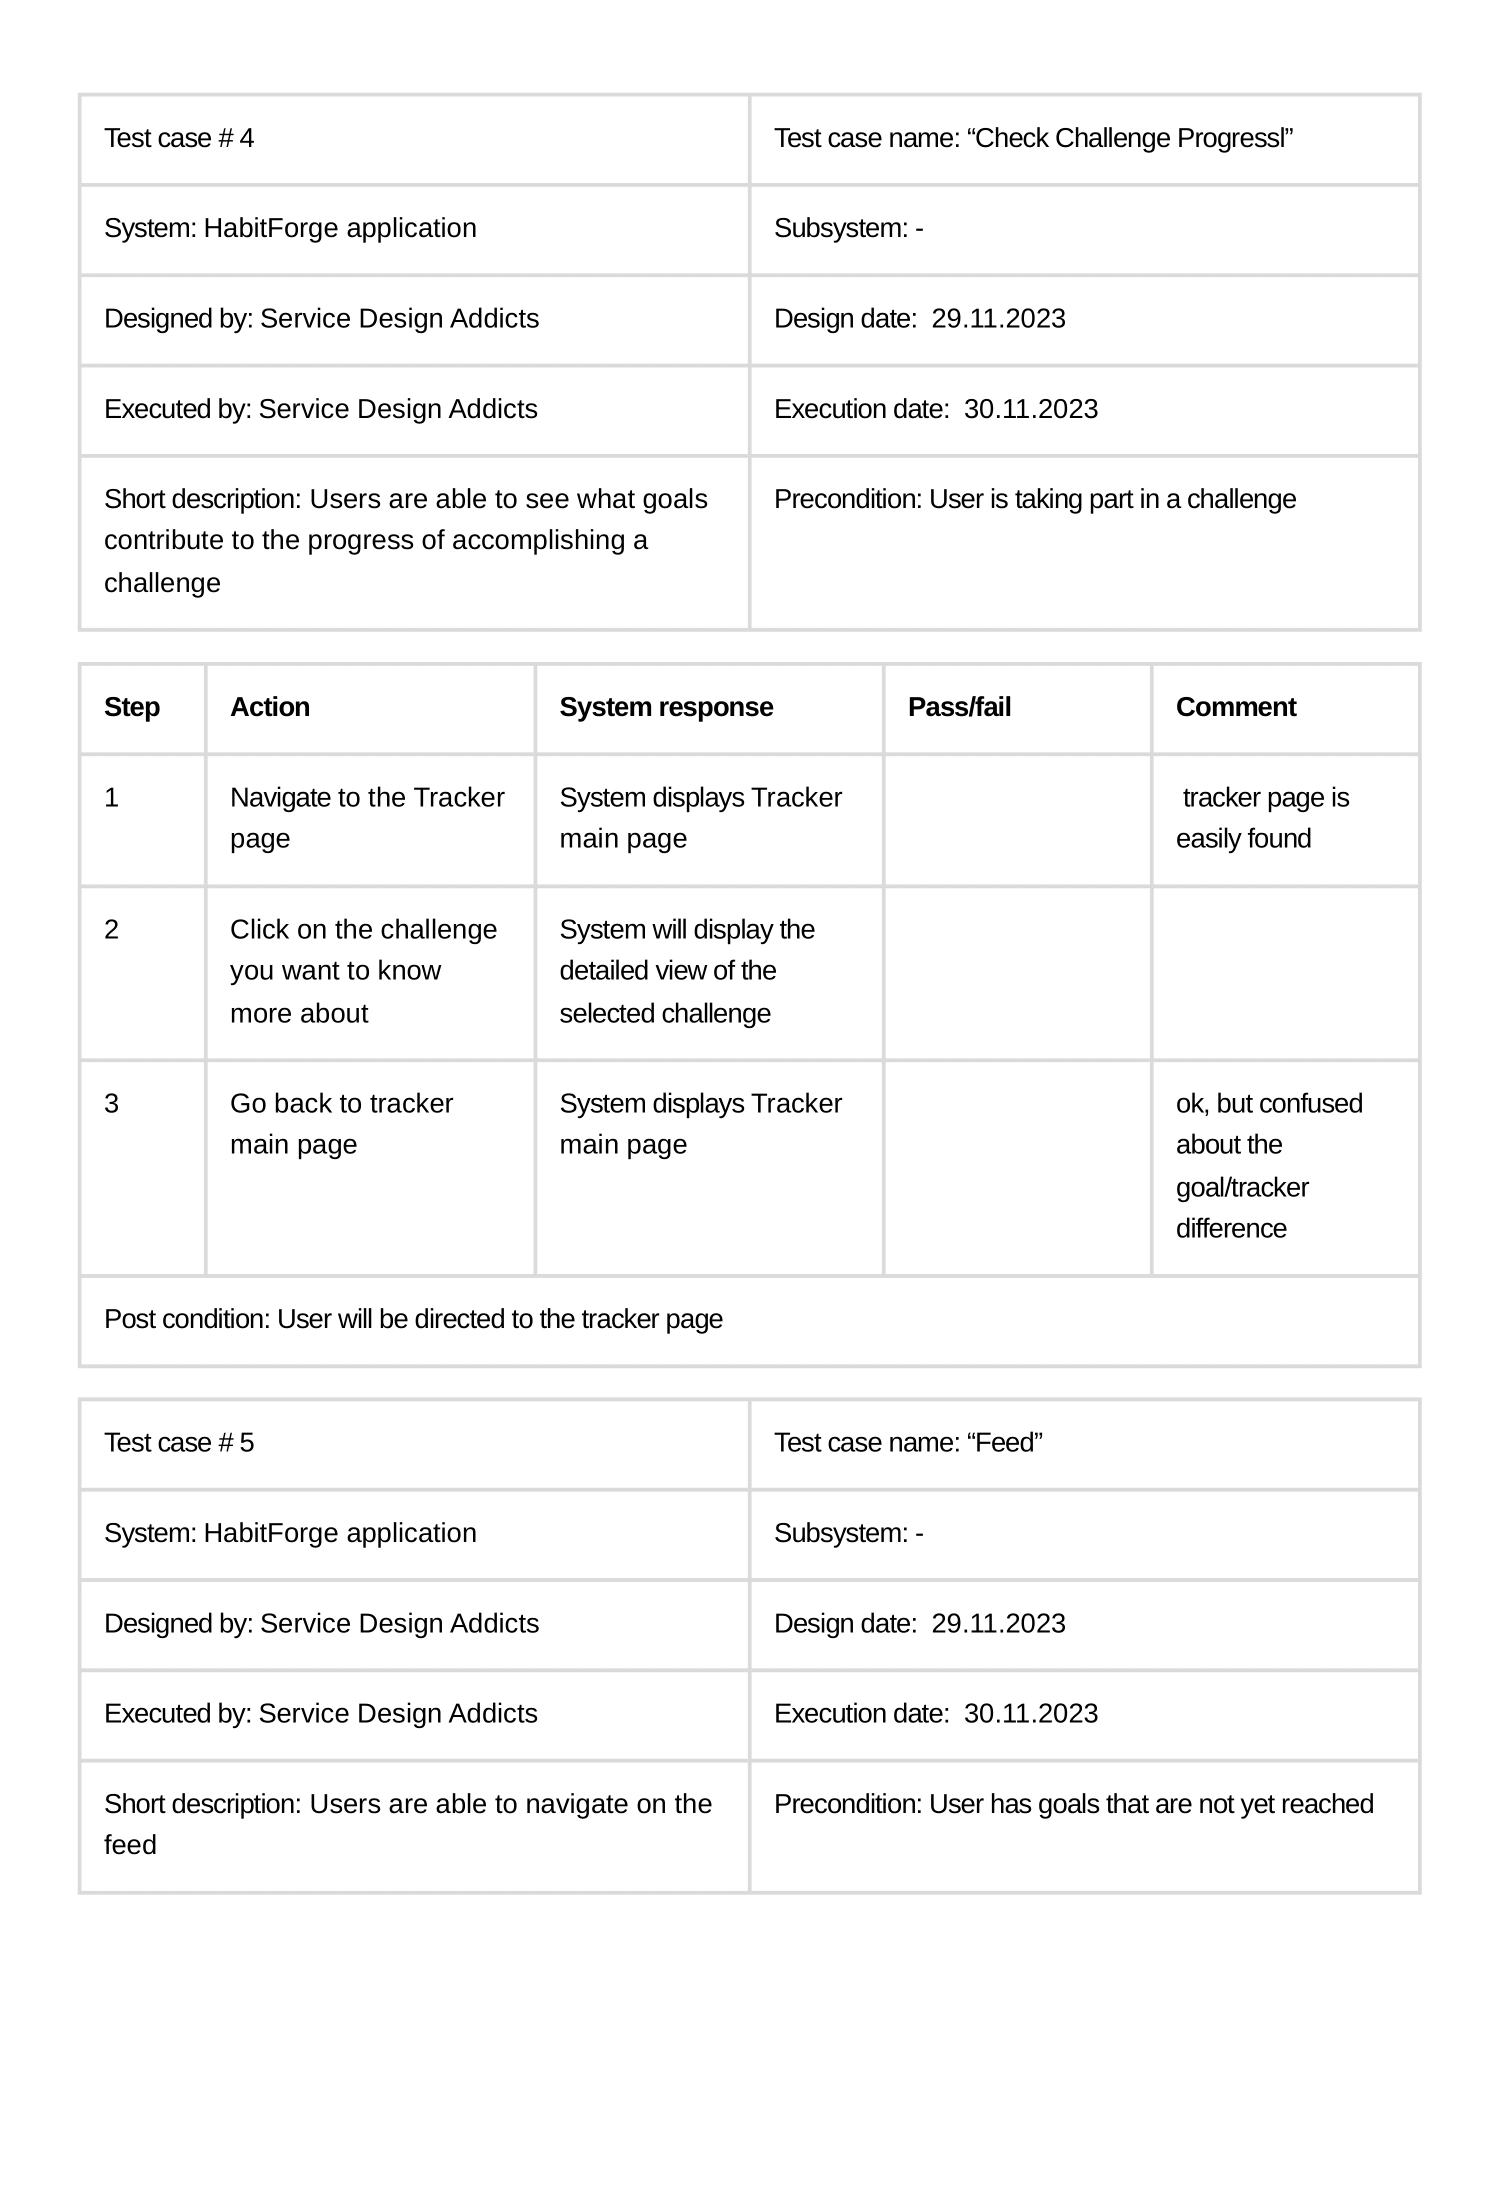 Test case # 4
Test case name: “Check Challenge Progressl”
System: HabitForge application
Subsystem: -
Designed by: Service Design Addicts
Design date:  29.11.2023
Executed by: Service Design Addicts
Execution date:  30.11.2023
Short description: Users are able to see what goals
contribute to the progress of accomplishing a
challenge
Precondition: User is taking part in a challenge
Step
Action
System response
Pass/fail
Comment
1
Navigate to the Tracker
page
System displays Tracker
main page
tracker page is
easily found
2
Click on the challenge
you want to know
more about
System will display the
detailed view of the
selected challenge
3
Go back to tracker
main page
System displays Tracker
main page
ok, but confused
about the
goal/tracker
difference
Post condition: User will be directed to the tracker page
Test case # 5
Test case name: “Feed”
System: HabitForge application
Subsystem: -
Designed by: Service Design Addicts
Design date:  29.11.2023
Executed by: Service Design Addicts
Execution date:  30.11.2023
Short description: Users are able to navigate on the
feed
Precondition: User has goals that are not yet reached